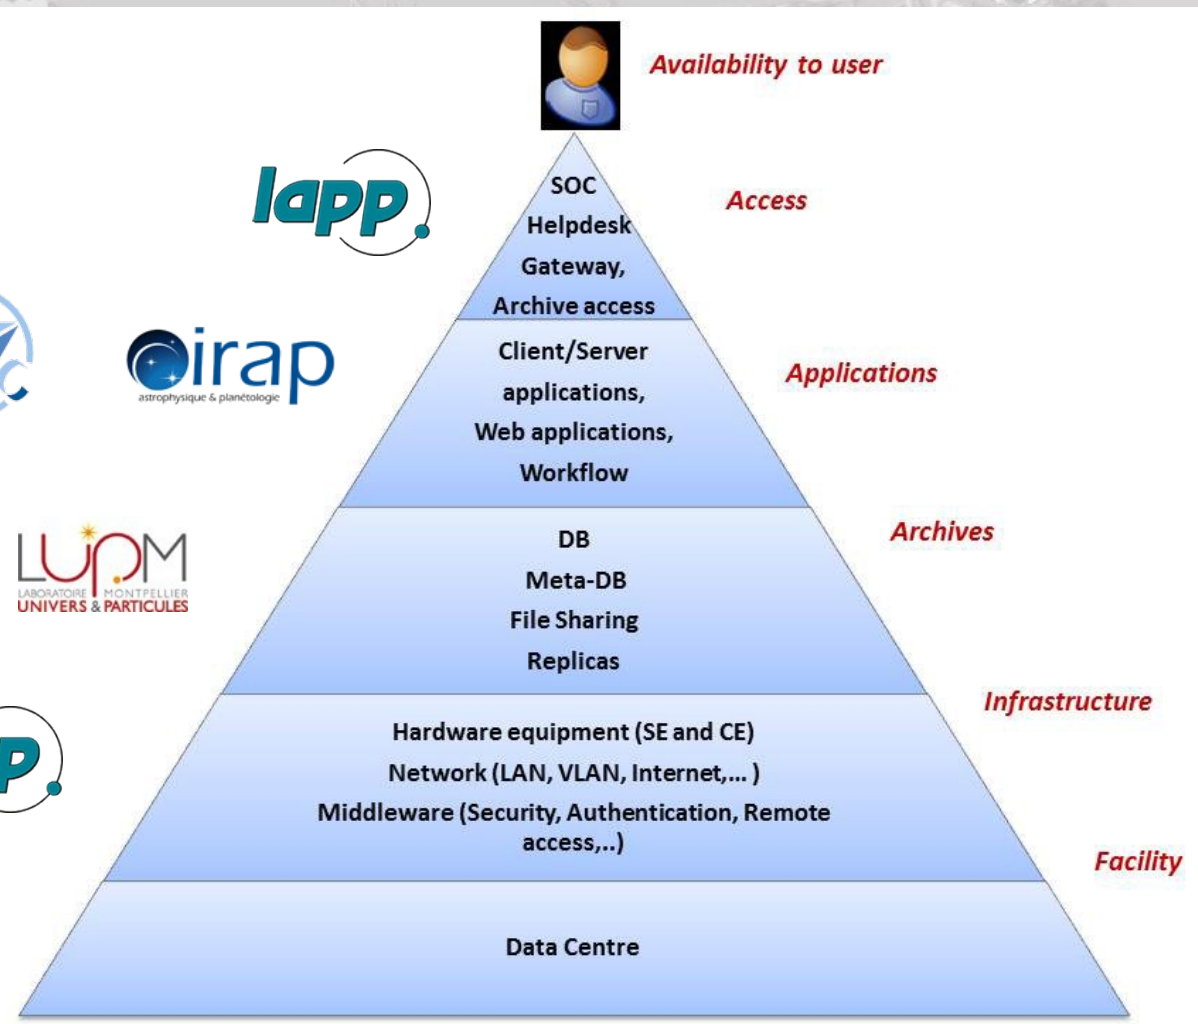 Availability to user
lapp
SOC
Helpdesk
Gateway,
Archive access
Access
irap
astrophysique & planétologie
Client/Server
applications,
Web applications,
Workflow
Applications
LUPM
LABORATOIRE MONTPELLIER
UNIVERS & PARTICULES
DB
Meta-DB
File Sharing
Replicas
Archives
Hardware equipment (SE and CE)
Network (LAN, VLAN, Internet,... )
Middleware (Security, Authentication, Remote
access,..)
Infrastructure
Data Centre
Facility